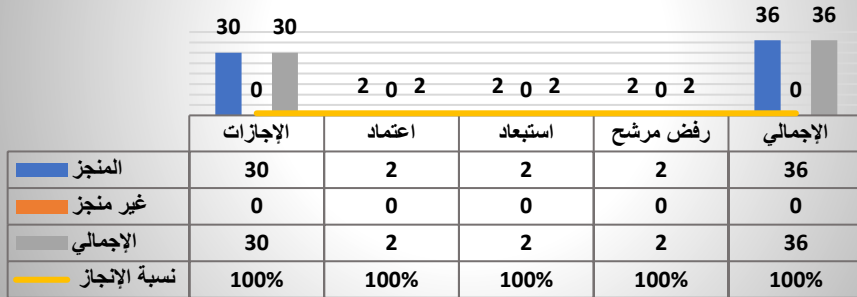 36 36
30 30
0 2 0 2 2 0 2 2 0 2 0
الإجازات اعتماد استبعاد رفض مرشح الإجمالي
المنجز 30 2 2 2 36
غير منجز 0 0 0 0 0
الإجمالي 30 2 2 2 36
نسبة الإنجاز 100% 100% 100% 100% 100%